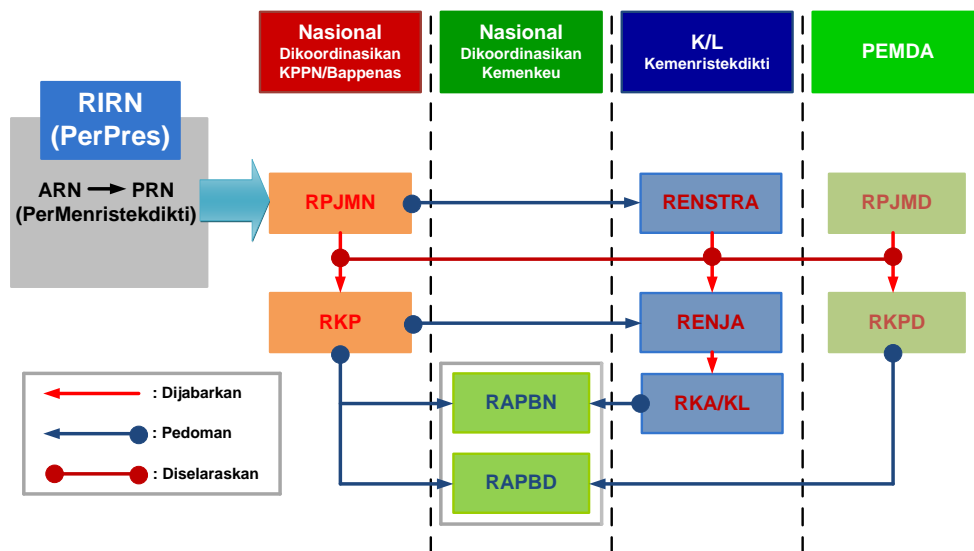 Nasional
Dikoordinasikan
KPPN/Bappenas
Nasional
Dikoordinasikan
Kemenkeu
K/L
Kemenristekdikti
PEMDA
RIRN
(PerPres)
ARN PRN
(PerMenristekdikti)
RPJMN
RENSTRA
RPJMD
RKP
RENJA
RKPD
RAPBN
RKA/KL
RAPBD
: Dijabarkan
: Pedoman
: Diselaraskan